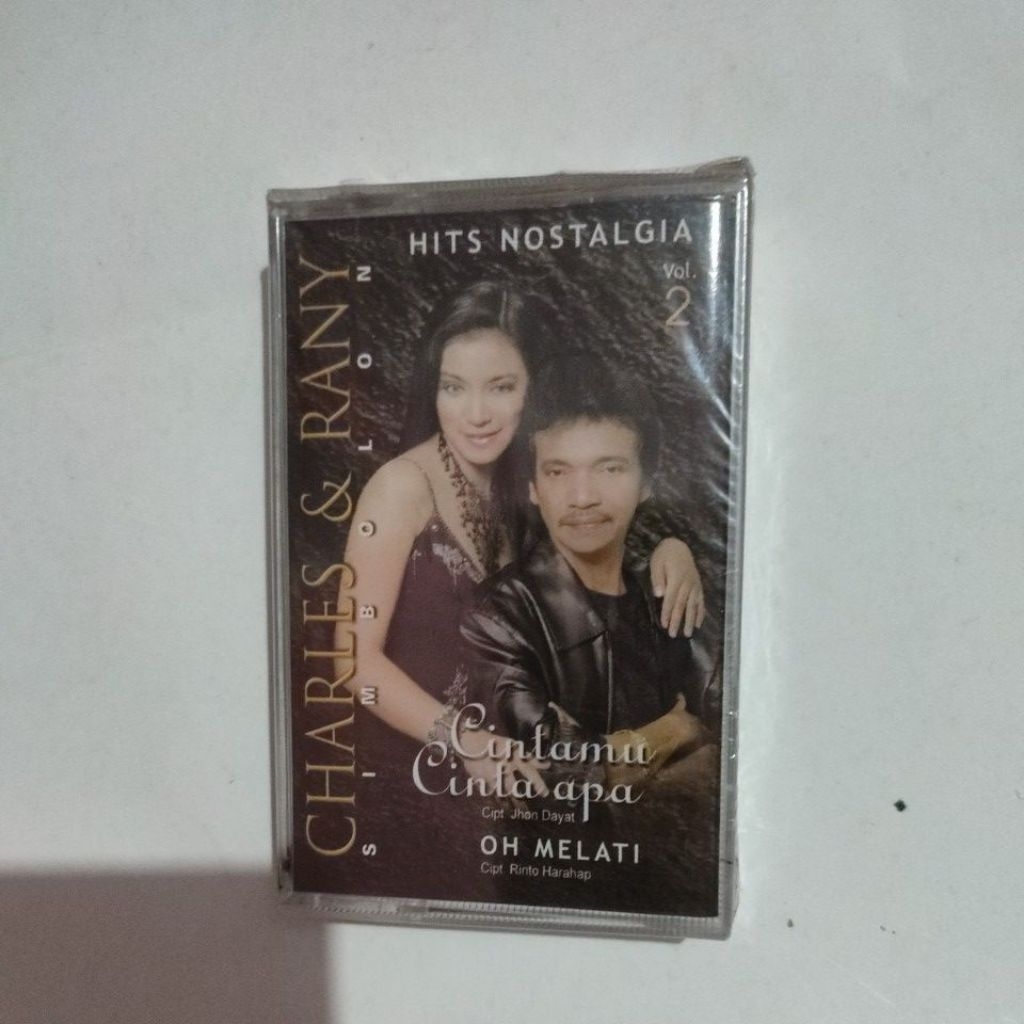 HITS NOSTALGIA
Vol.
2
CHARLES & RANY
SIMBOLON
Cintamu
Cinta apa
Cipt. Jhon Dayat
OH MELATI
Cipt. Rinto Harahap